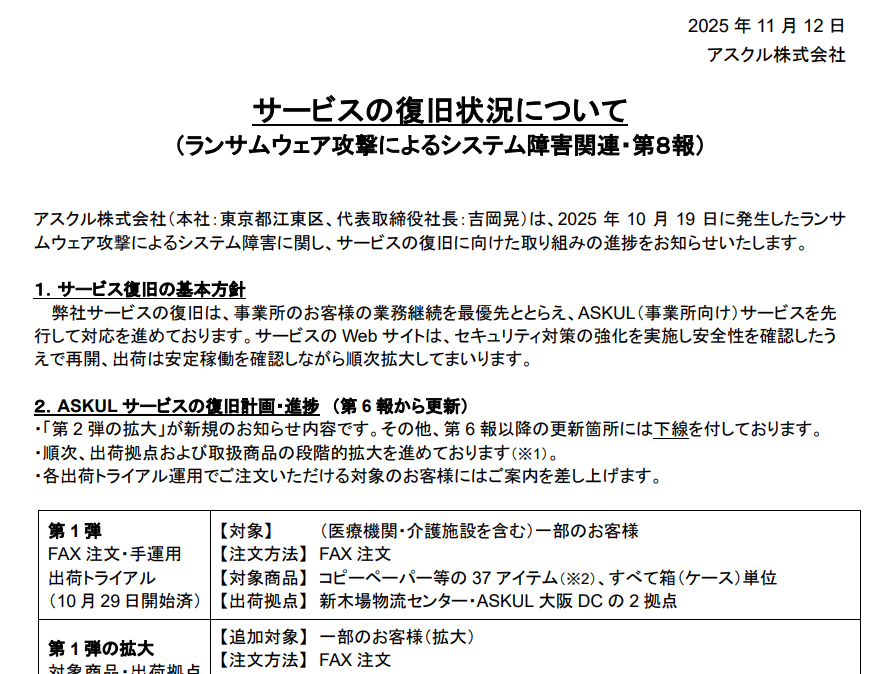 2025 年 11 月 12 日
アスクル株式会社
サービスの復旧状況について
(ランサムウェア攻撃によるシステム障害関連・第8報)
アスクル株式会社(本社:東京都江東区、代表取締役社長:吉岡晃)は、2025 年 10 月 19 日に発生したランサ
ムウェア攻撃によるシステム障害に関し、サービスの復旧に向けた取り組みの進捗をお知らせいたします。
1.サービス復旧の基本方針
弊社サービスの復旧は、事業所のお客様の業務継続を最優先ととらえ、ASKUL(事業所向け)サービスを先
行して対応を進めております。サービスの Web サイトは、セキュリティ対策の強化を実施し安全性を確認したう
えで再開、出荷は安定稼働を確認しながら順次拡大してまいります。
2.ASKUL サービスの復旧計画・進捗 (第 6 報から更新)
・「第 2 弾の拡大」が新規のお知らせ内容です。その他、第 6 報以降の更新箇所には下線を付しております。
・順次、出荷拠点および取扱商品の段階的拡大を進めております(※1)。
・各出荷トライアル運用でご注文いただける対象のお客様にはご案内を差し上げます。
第 1 弾
FAX 注文・手運用
出荷トライアル
(10 月 29 日開始済)
【対象】 (医療機関・介護施設を含む)一部のお客様
【注文方法】 FAX 注文
【対象商品】 コピーペーパー等の 37 アイテム(※2)、すべて箱(ケース)単位
【出荷拠点】 新木場物流センター・ASKUL 大阪 DC の 2 拠点
第 1 弾の拡大
対象商品・出荷拠点
【追加対象】 一部のお客様(拡大)
【注文方法】 FAX 注文